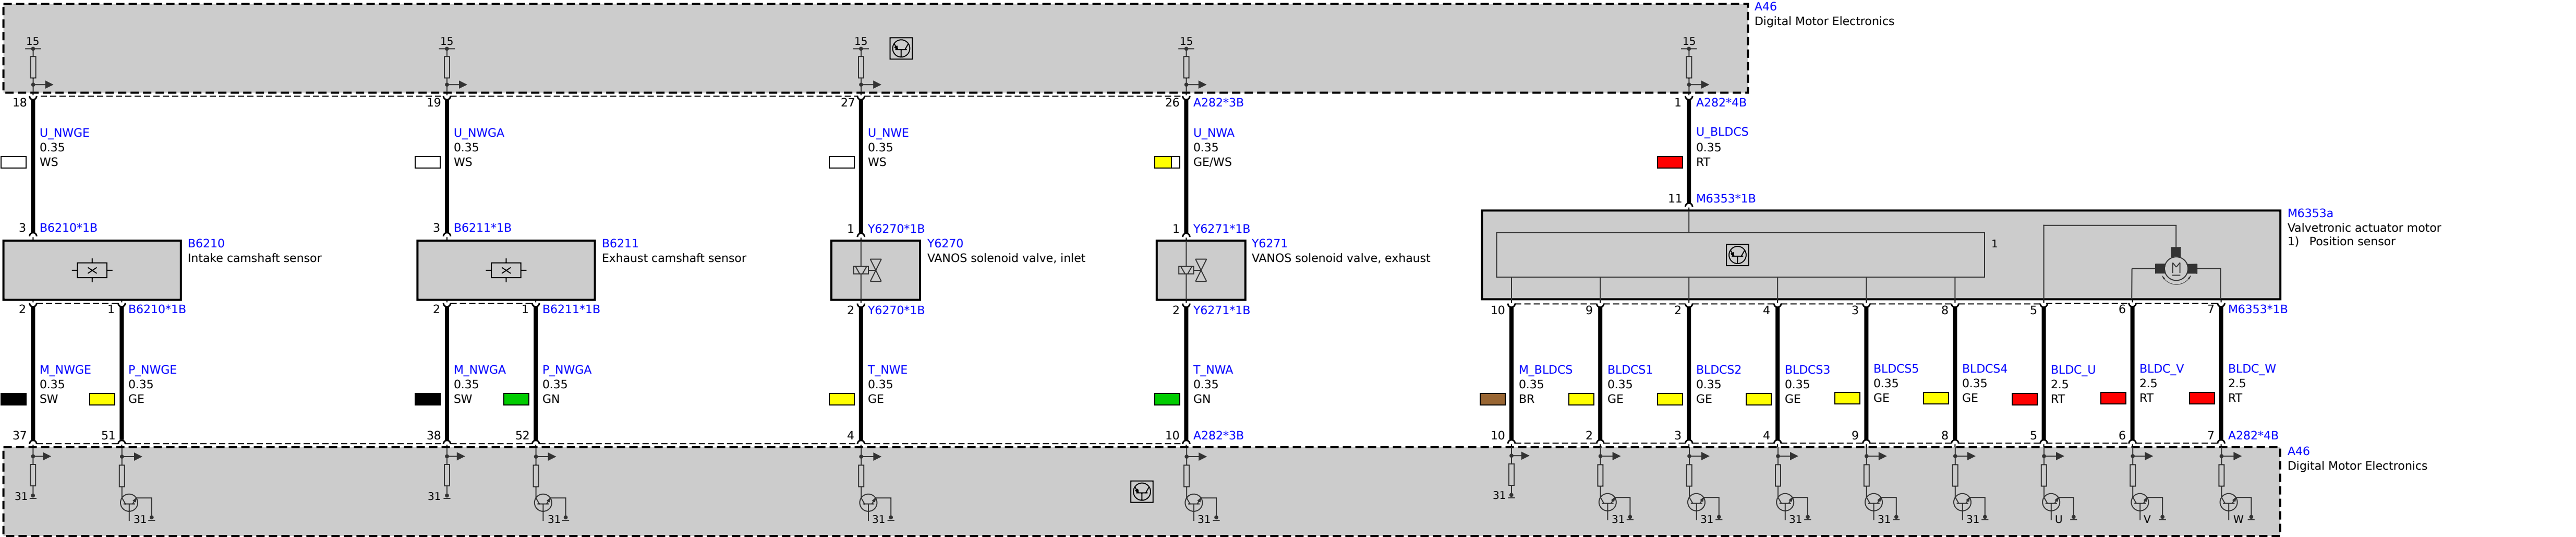 A46
Digital Motor Electronics
15 15 15 15 15
18 19 27 26 A282*3B 1 A282*4B
U_NWGE U_NWGA U_NWE U_NWA U_BLDCS
0.35 0.35 0.35 0.35 0.35
WS WS WS GE/WS RT
11 M6353*1B
3 B6210*1B 3 B6211*1B 1 Y6270*1B 1 Y6271*1B
M6353a
Valvetronic actuator motor
1) Position sensor
B6210 B6211 Y6270 Y6271 1
Intake camshaft sensor Exhaust camshaft sensor VANOS solenoid valve, inlet VANOS solenoid valve, exhaust
M
2 1 B6210*1B 2 1 B6211*1B 2 Y6270*1B 2 Y6271*1B 10 9 2 4 3 8 5 6 7 M6353*1B
M_NWGE P_NWGE M_NWGA P_NWGA T_NWE T_NWA M_BLDCS BLDCS1 BLDCS2 BLDCS3 BLDCS5 BLDCS4 BLDC_U BLDC_V BLDC_W
0.35 0.35 0.35 0.35 0.35 0.35 0.35 0.35 0.35 0.35 0.35 0.35 2.5 2.5 2.5
SW GE SW GN GE GN BR GE GE GE GE GE RT RT RT
37 51 38 52 4 10 A282*3B 10 2 3 4 9 8 5 6 7 A282*4B
A46
Digital Motor Electronics
31 31 31
31 31 31 31 31 31 31 31 31 U V W